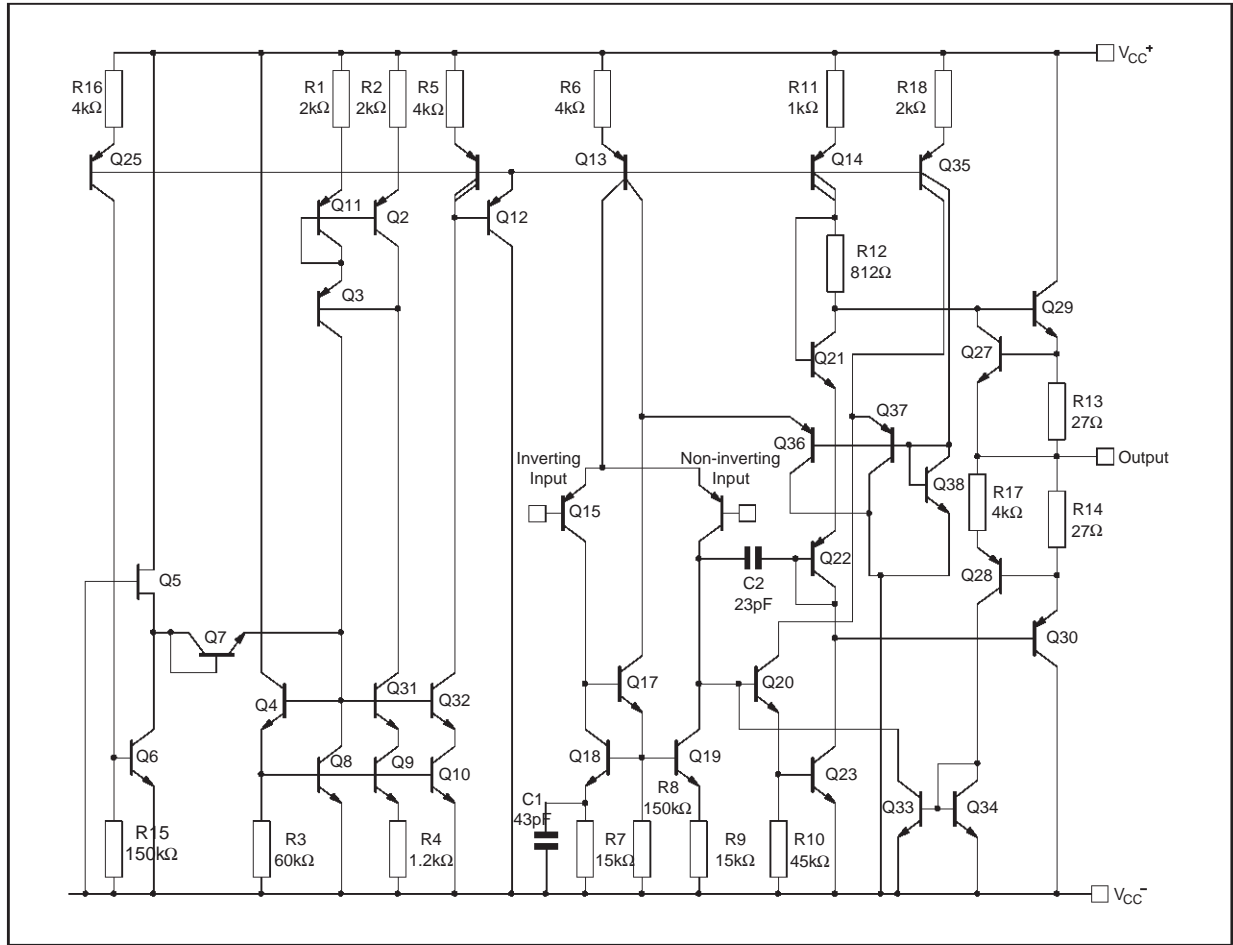 VCC+
R16
4kΩ
R1
2kΩ
R2
2kΩ
R5
4kΩ
R6
4kΩ
R11
1kΩ
R18
2kΩ
Q25
Q11
Q2
Q12
Q13
Q14
Q35
R12
812Ω
Q3
Q29
Q21
Q27
R13
27Ω
Q37
Q36
Inverting
Input
Non-inverting
Input
Output
Q38
Q15
R17
4kΩ
R14
27Ω
Q5
Q22
C2
23pF
Q28
Q7
Q30
Q4
Q31
Q32
Q17
Q20
Q6
Q8
Q9
Q10
Q18
Q19
Q23
C1
43pF
R8
150kΩ
Q33
Q34
R15
150kΩ
R3
60kΩ
R4
1.2kΩ
R7
15kΩ
R9
15kΩ
R10
45kΩ
VCC-